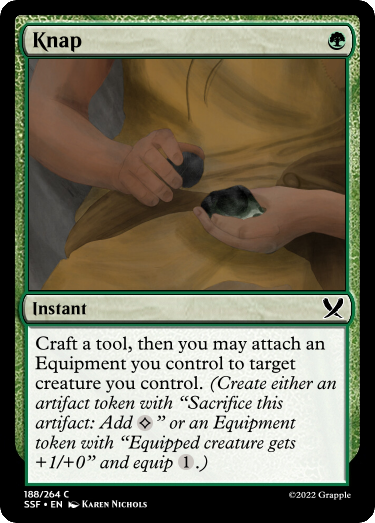 Knap
Instant
Craft a tool, then you may attach an
Equipment you control to target
creature you control. (Create either an
artifact token with “Sacrifice this
artifact: Add ” or an Equipment
token with “Equipped creature gets
+1/+0” and equip 1.)
188/264 C
SSF • EN Karen Nichols
©2022 Grapple